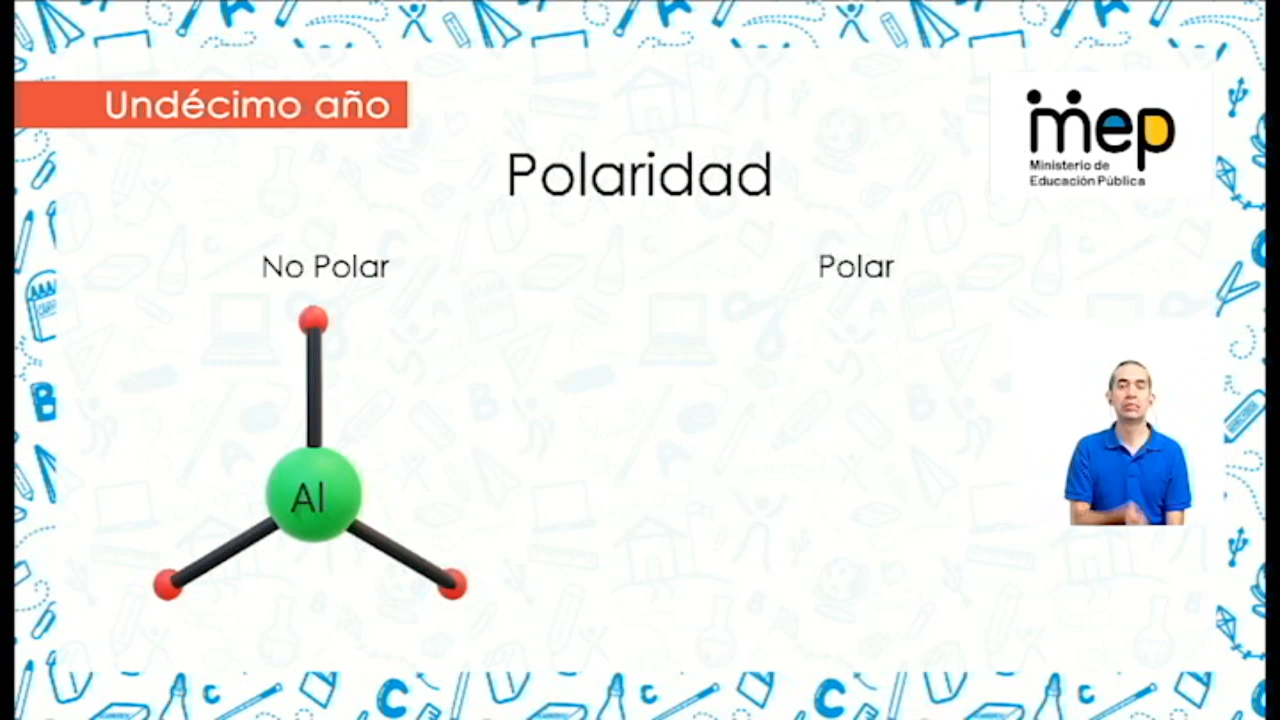 Undécimo año
mep
Ministerio de
Educación Pública
Polaridad
No Polar
Polar
Al